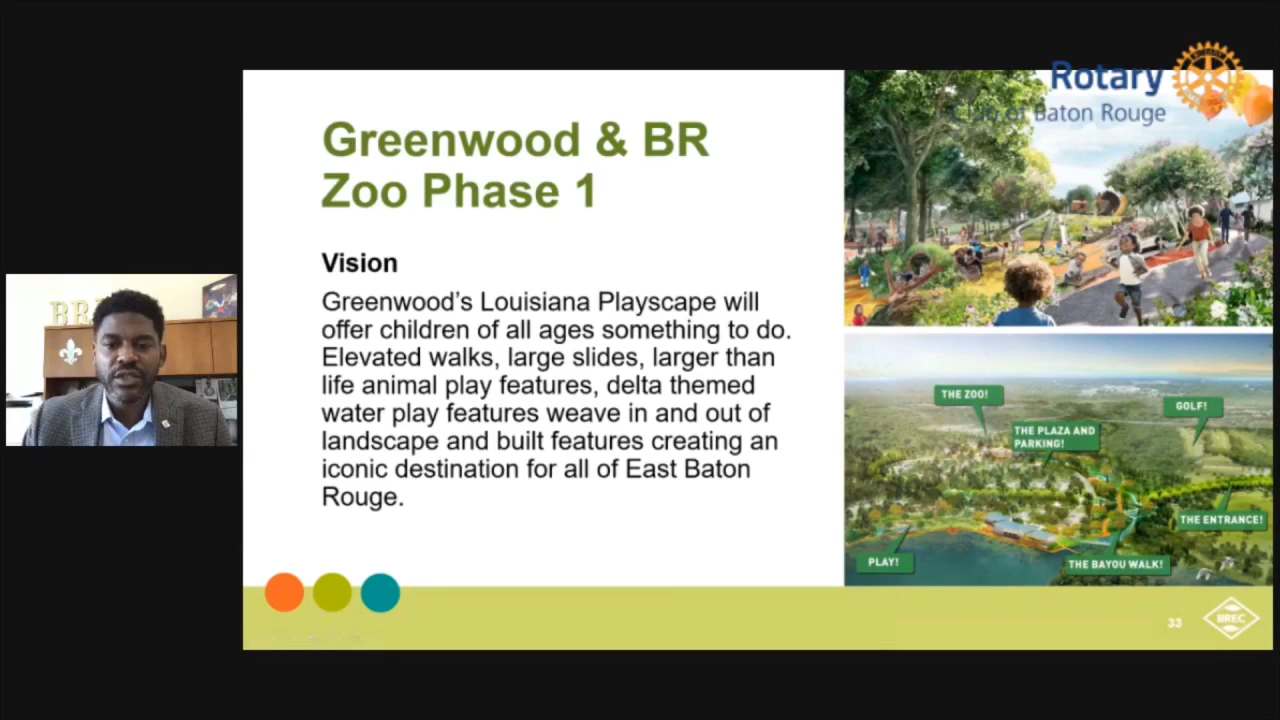 Rotary
Club of Baton Rouge
Greenwood & BR
Zoo Phase 1
Vision
Greenwood’s Louisiana Playscape will
offer children of all ages something to do.
Elevated walks, large slides, larger than
life animal play features, delta themed
water play features weave in and out of
landscape and built features creating an
iconic destination for all of East Baton
Rouge.
THE ZOO!
GOLF!
THE PLAZA AND
PARKING!
THE ENTRANCE!
PLAY!
THE BAYOU WALK!
33
BREC
BR